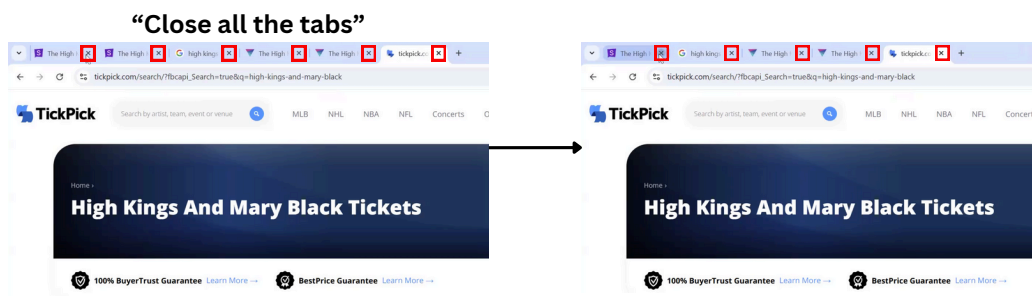 “Close all the tabs”
The High
The High
high king
The High
The High
tickpick.co
tickpick.com/search/?fbcapi_Search=true&q=high-kings-and-mary-black
TickPick
Search by artist, team, event or venue
MLB
NHL
NBA
NFL
Concerts
Home ›
High Kings And Mary Black Tickets
100% BuyerTrust Guarantee Learn More →
BestPrice Guarantee Learn More →
The High
high king
The High
The High
tickpick.co
tickpick.com/search/?fbcapi_Search=true&q=high-kings-and-mary-black
TickPick
Search by artist, team, event or venue
MLB
NHL
NBA
NFL
Concert
Home ›
High Kings And Mary Black Tickets
100% BuyerTrust Guarantee Learn More →
BestPrice Guarantee Learn More →